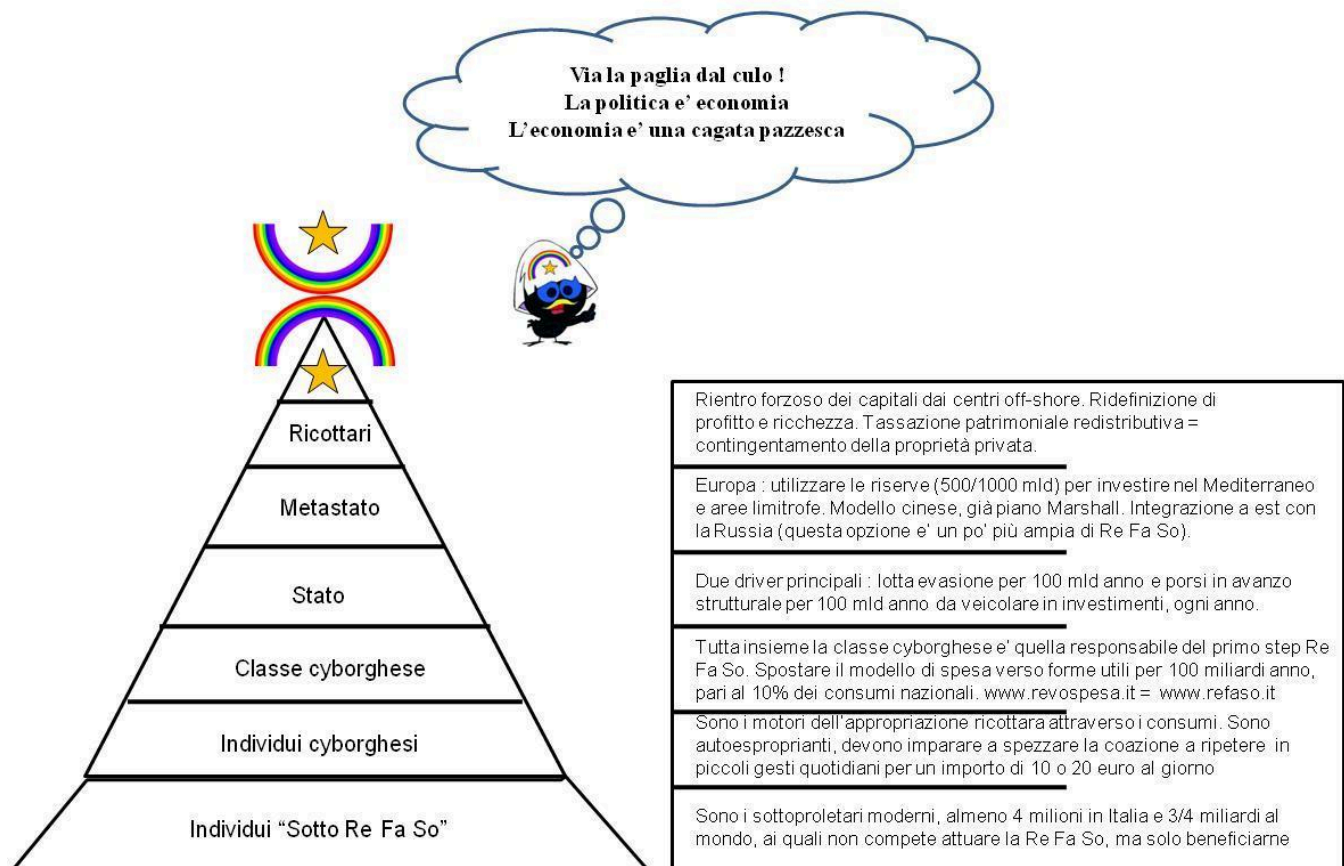 Via la paglia dal culo !
La politica e' economia
L'economia e' una cagata pazzesca
Ricottari
Metastato
Stato
Classe cyborghese
Individui cyborghesi
Individui "Sotto Re Fa So"
Rientro forzoso dei capitali dai centri off-shore. Ridefinizione di
profitto e ricchezza. Tassazione patrimoniale redistributiva =
contingentamento della proprietà privata.
Europa : utilizzare le riserve (500/1000 mld) per investire nel Mediterraneo
e aree limitrofe. Modello cinese, già piano Marshall. Integrazione a est con
la Russia (questa opzione e' un po' più ampia di Re Fa So).
Due driver principali : lotta evasione per 100 mld anno e porsi in avanzo
strutturale per 100 mld anno da veicolare in investimenti, ogni anno.
Tutta insieme la classe cyborghese e' quella responsabile del primo step Re
Fa So. Spostare il modello di spesa verso forme utili per 100 miliardi anno,
pari al 10% dei consumi nazionali. www.revospesa.it = www.refaso.it
Sono i motori dell'appropriazione ricottara attraverso i consumi. Sono
autoesproprianti, devono imparare a spezzare la coazione a ripetere in
piccoli gesti quotidiani per un importo di 10 o 20 euro al giorno
Sono i sottoproletari moderni, almeno 4 milioni in Italia e 3/4 miliardi al
mondo, ai quali non compete attuare la Re Fa So, ma solo beneficiarne